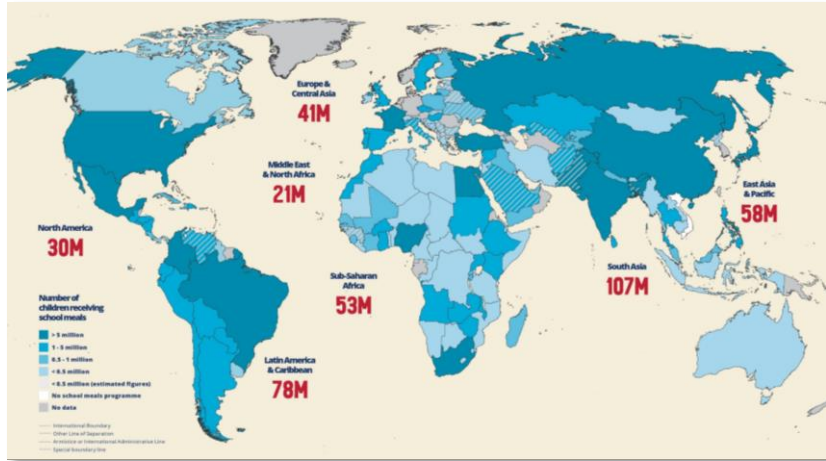 Europe &
Central Asia
41M
Middle East
& North Africa
21M
East Asia
& Pacific
58M
North America
30M
South Asia
107M
Sub-Saharan
Africa
53M
Latin America
& Caribbean
78M
Number of
children receiving
school meals
> 5 million
1 - 5 million
0.5 - 1 million
< 0.5 million
< 0.5 million (estimated figures)
No school meals programme
No data
International Boundary
Other Line of Separation
Armistice or International Administrative Line
Special boundary line